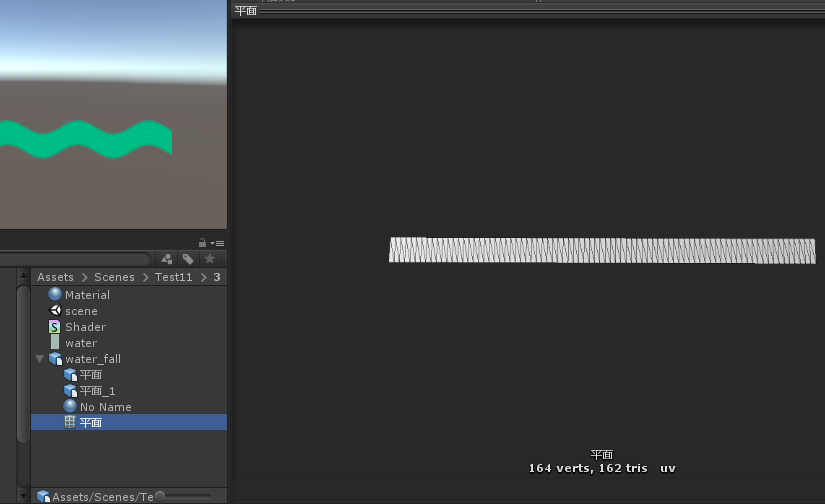 平面
Assets > Scenes > Test11 > 3
Material
scene
Shader
water
water_fall
平面
平面_1
No Name
平面
平面
164 verts, 162 tris uv
Assets/Scenes/Te